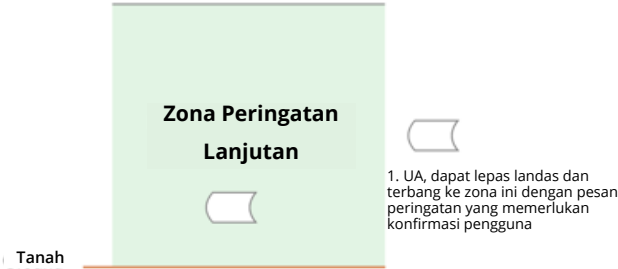 Zona Peringatan
Lanjutan
1. UA, dapat lepas landas dan
terbang ke zona ini dengan pesan
peringatan yang memerlukan
konfirmasi pengguna
Tanah